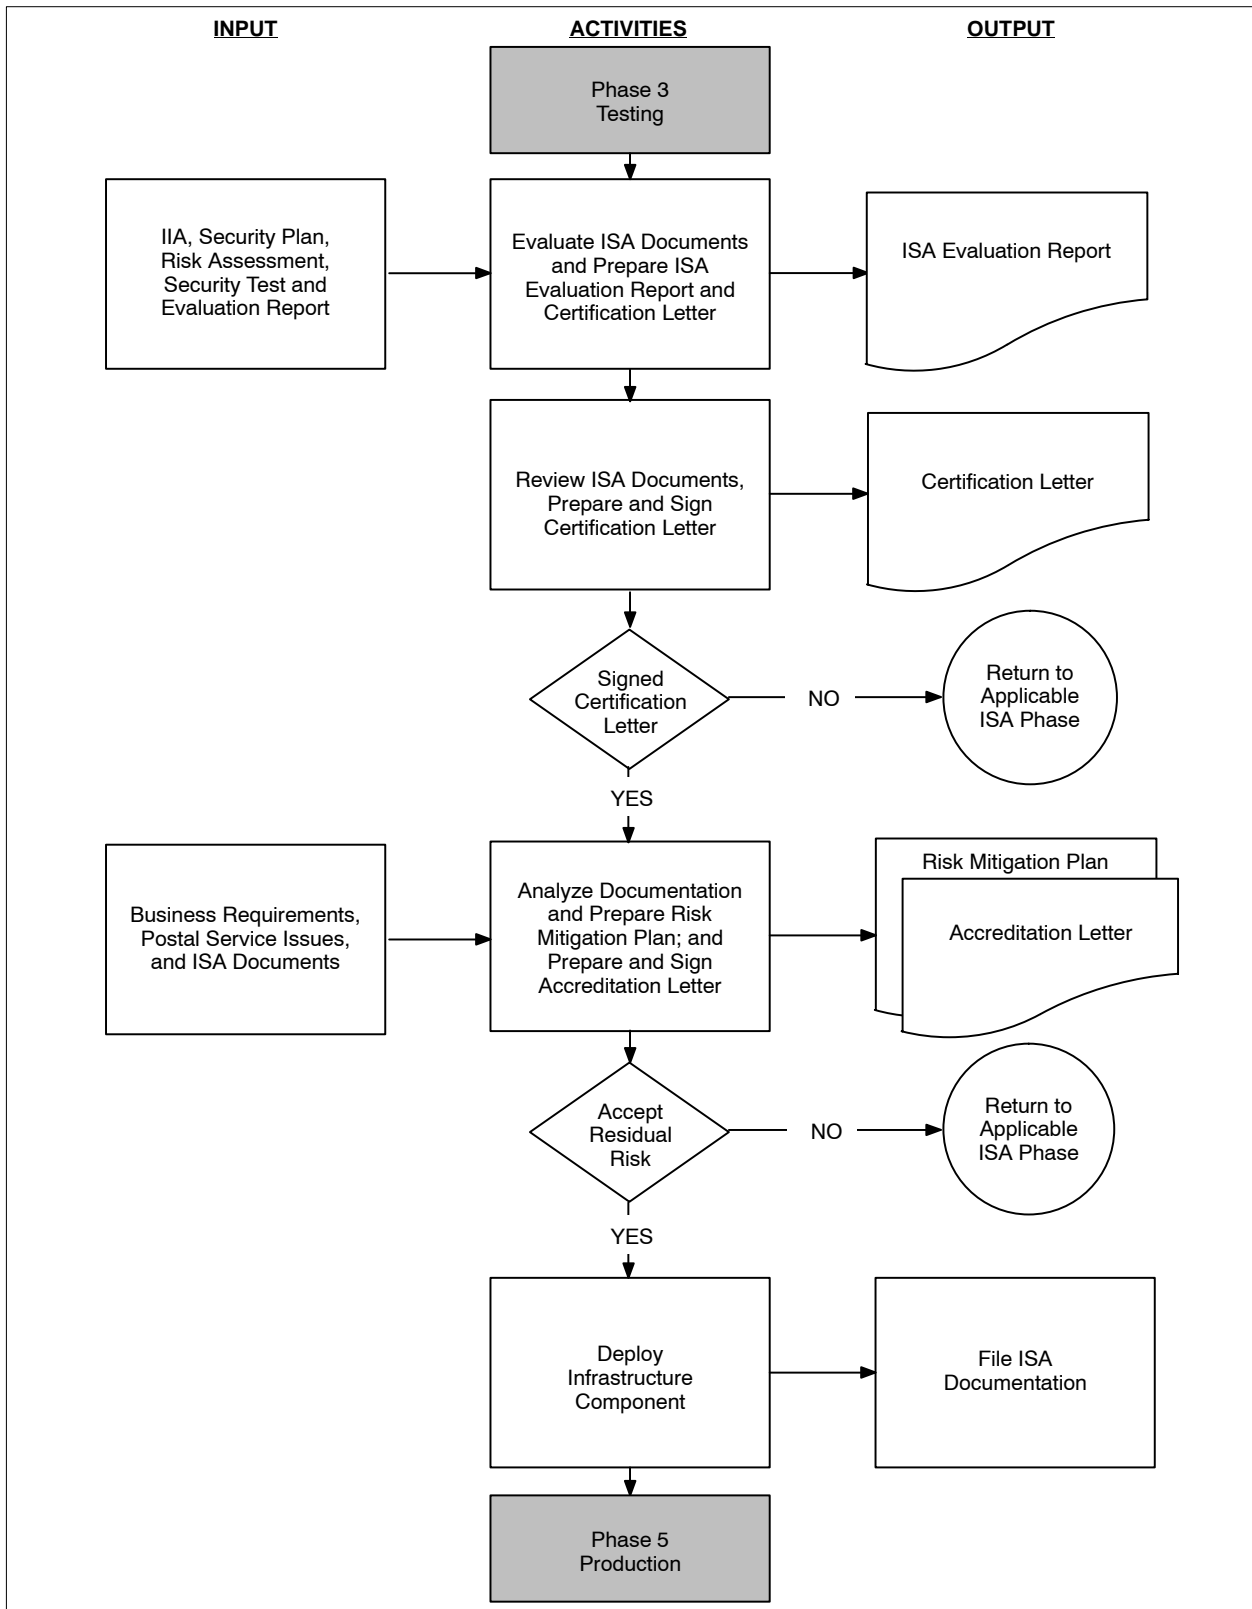 INPUT
ACTIVITIES
OUTPUT
Phase 3
Testing
IIA, Security Plan,
Risk Assessment,
Security Test and
Evaluation Report
Evaluate ISA Documents
and Prepare ISA
Evaluation Report and
Certification Letter
ISA Evaluation Report
Review ISA Documents,
Prepare and Sign
Certification Letter
Certification Letter
Signed
Certification
Letter
NO
Return to
Applicable
ISA Phase
YES
Business Requirements,
Postal Service Issues,
and ISA Documents
Analyze Documentation
and Prepare Risk
Mitigation Plan; and
Prepare and Sign
Accreditation Letter
Risk Mitigation Plan
Accreditation Letter
Accept
Residual
Risk
NO
Return to
Applicable
ISA Phase
YES
Deploy
Infrastructure
Component
File ISA
Documentation
Phase 5
Production